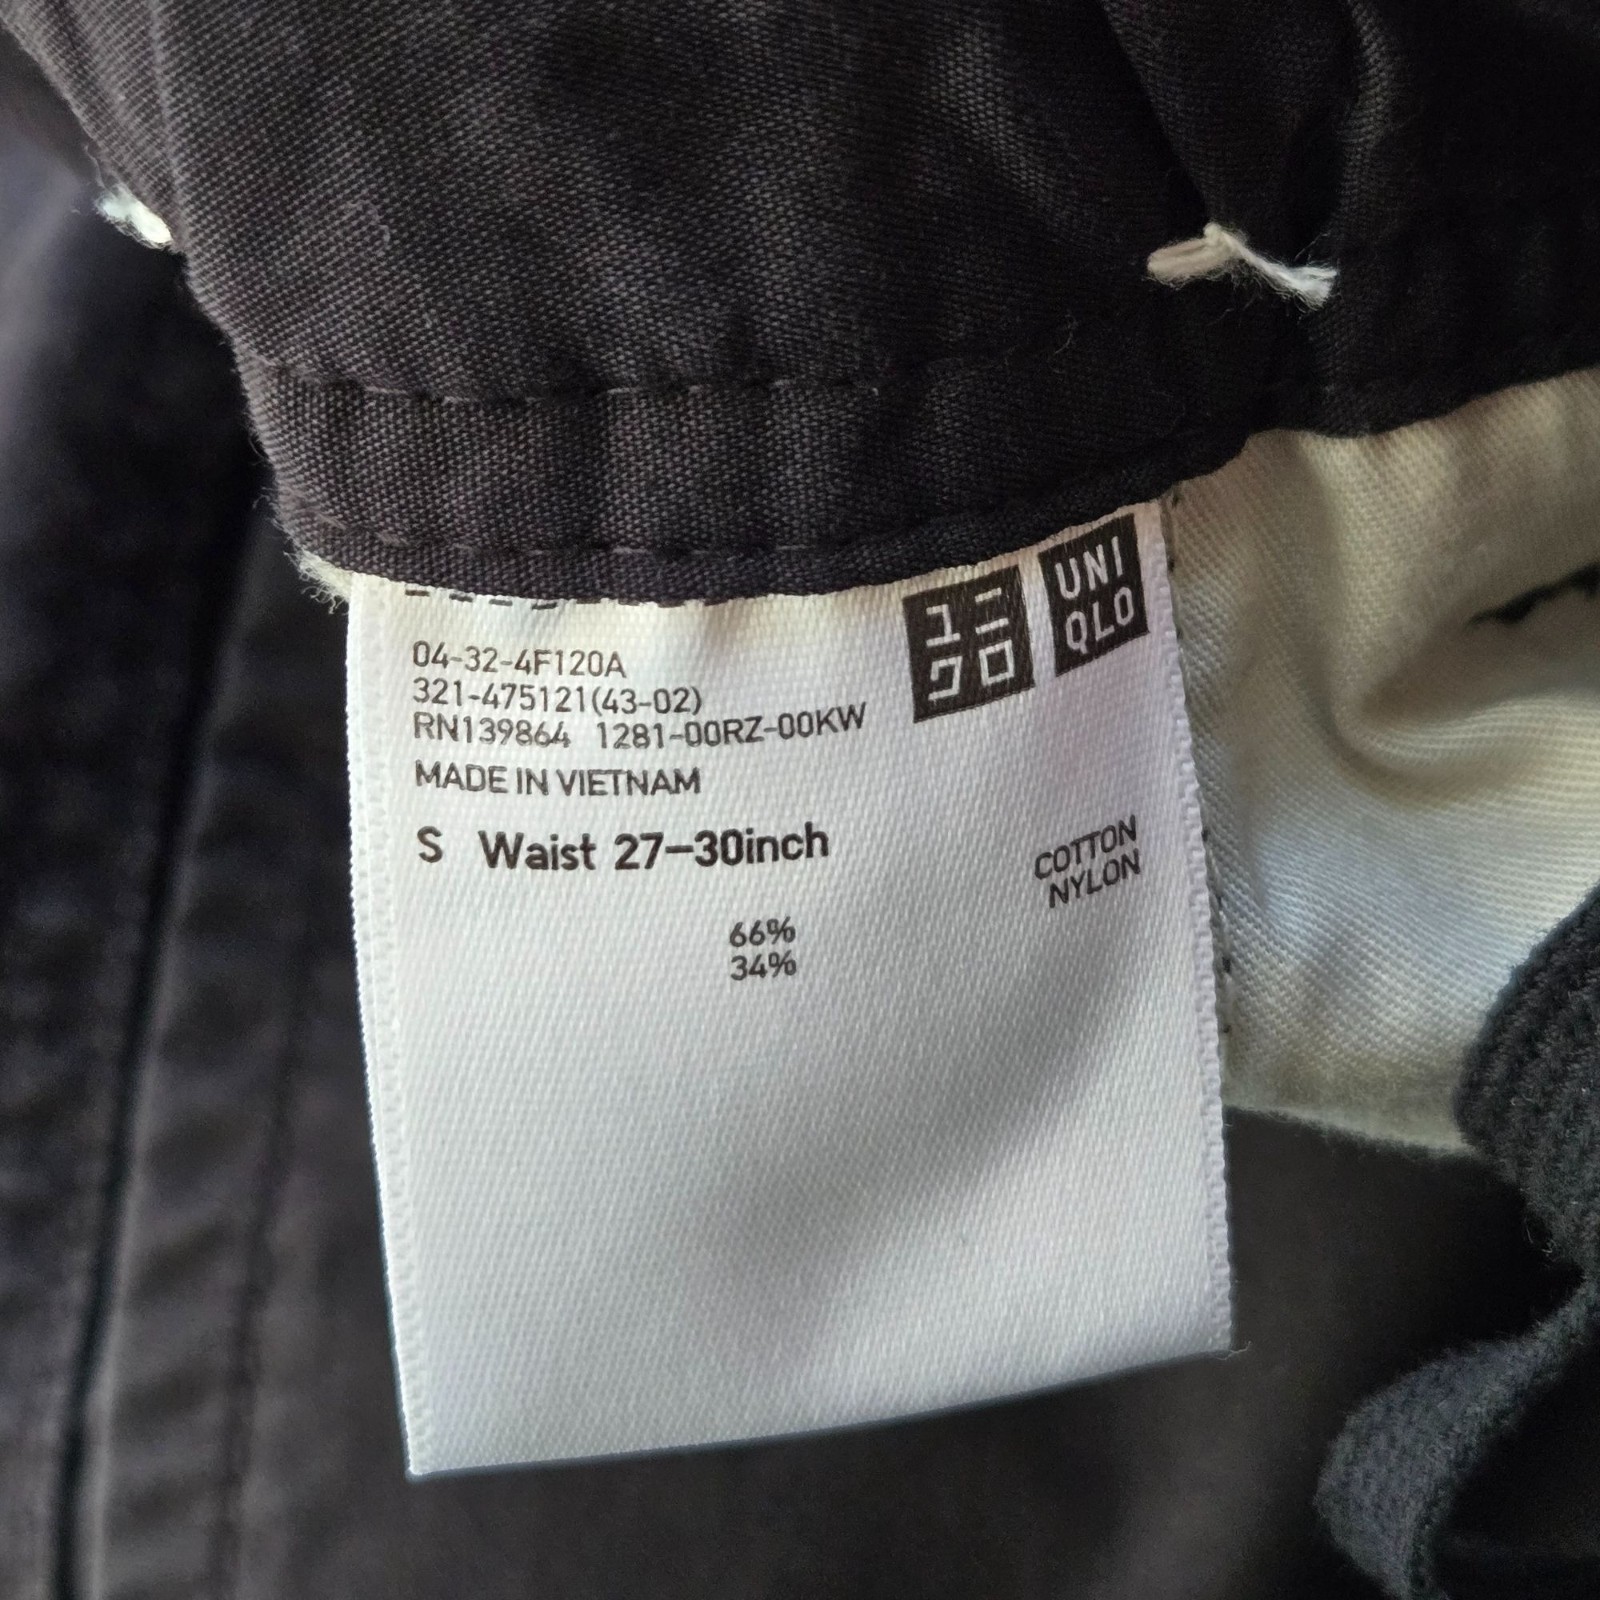 ユニ
クロ
UNI
QLO
04-32-4F120A
321-475121(43-02)
RN139864 1281-00RZ-00KW
MADE IN VIETNAM
S Waist 27-30inch
COTTON
NYLON
66%
34%